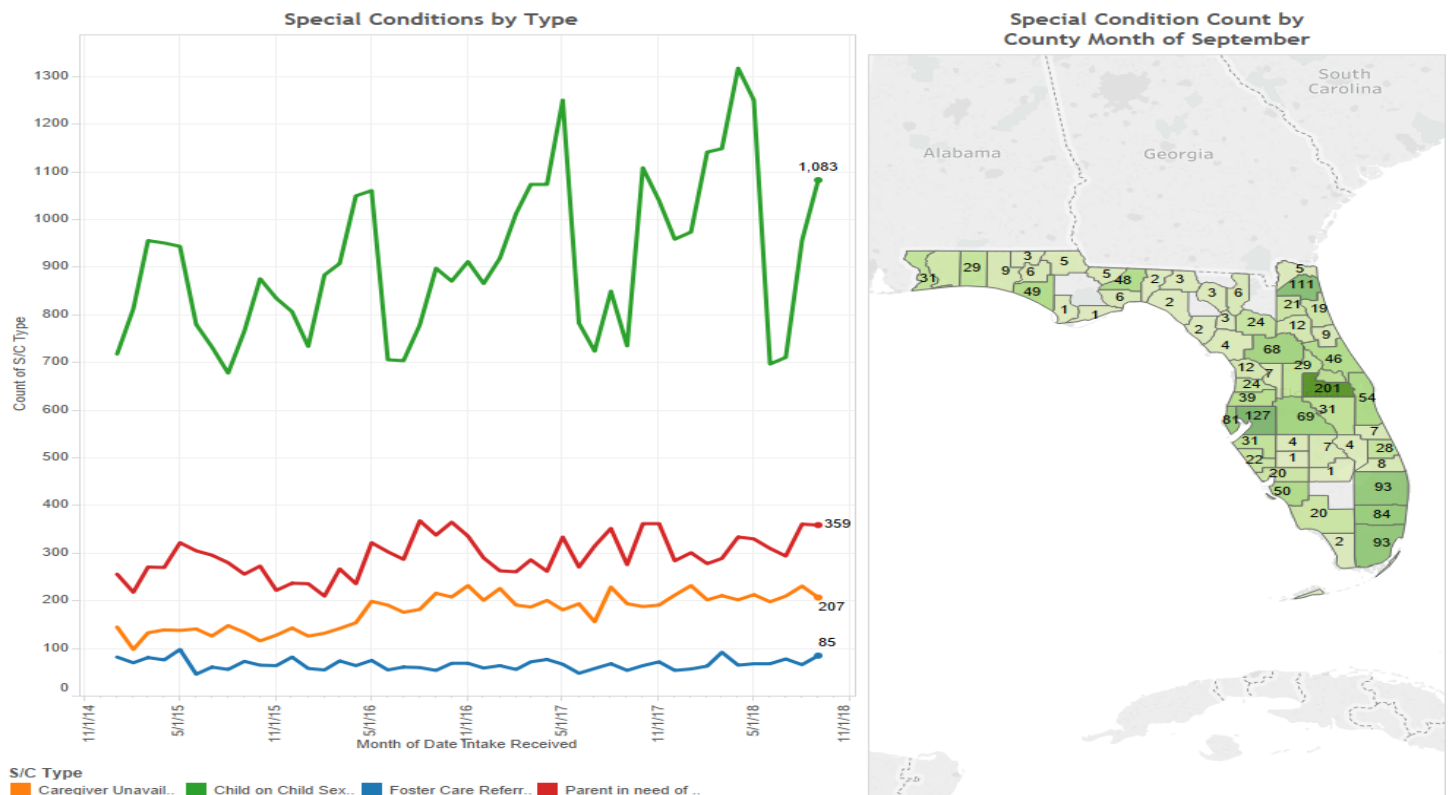 Special Conditions by Type
1300
1200
1100
1000
900
800
700
600
500
400
300
200
100
0
Count of S/C Type
1,083
359
207
85
11/1/14
5/1/15
11/1/15
5/1/16
11/1/16
5/1/17
11/1/17
5/1/18
11/1/18
Month of Date Intake Received
S/C Type
Caregiver Unavail.. Child on Child Sex.. Foster Care Referr.. Parent in need of ..
Special Condition Count by
County Month of September
South
Carolina
Alabama
Georgia
31 29 9 3 6 5
49 1 1
5 48 6 2 3
2 3 6
5
111
21 19
2 3 24 12 9
4 68 29 46
12 7
24 201
39 54
81 127 69 31
7
31 4 7 4 28
22 1 8
20 1
50 93
20 84
2 93